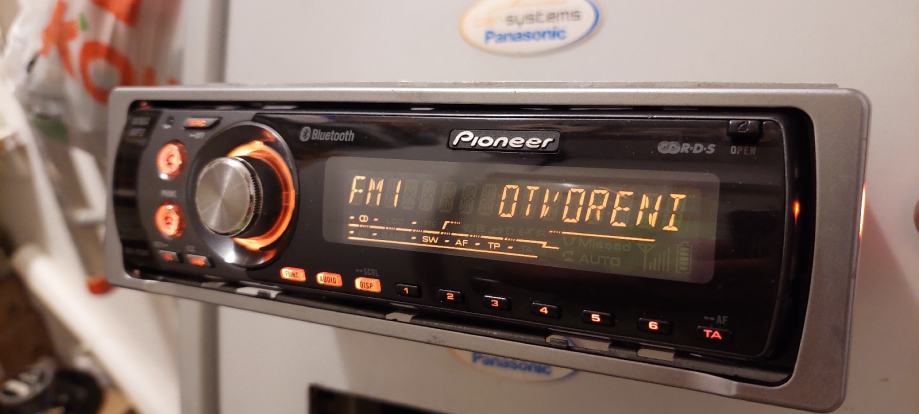 systems
Panasonic
Bluetooth
Pioneer
R·D·S
OPEN
FM1 OTVORENI
SW - AF - TP -
Missed
AUTO
FUNC
AUDIO
SCRL
DISP
1 2 3 4 5 6
AF
TA
Panasonic